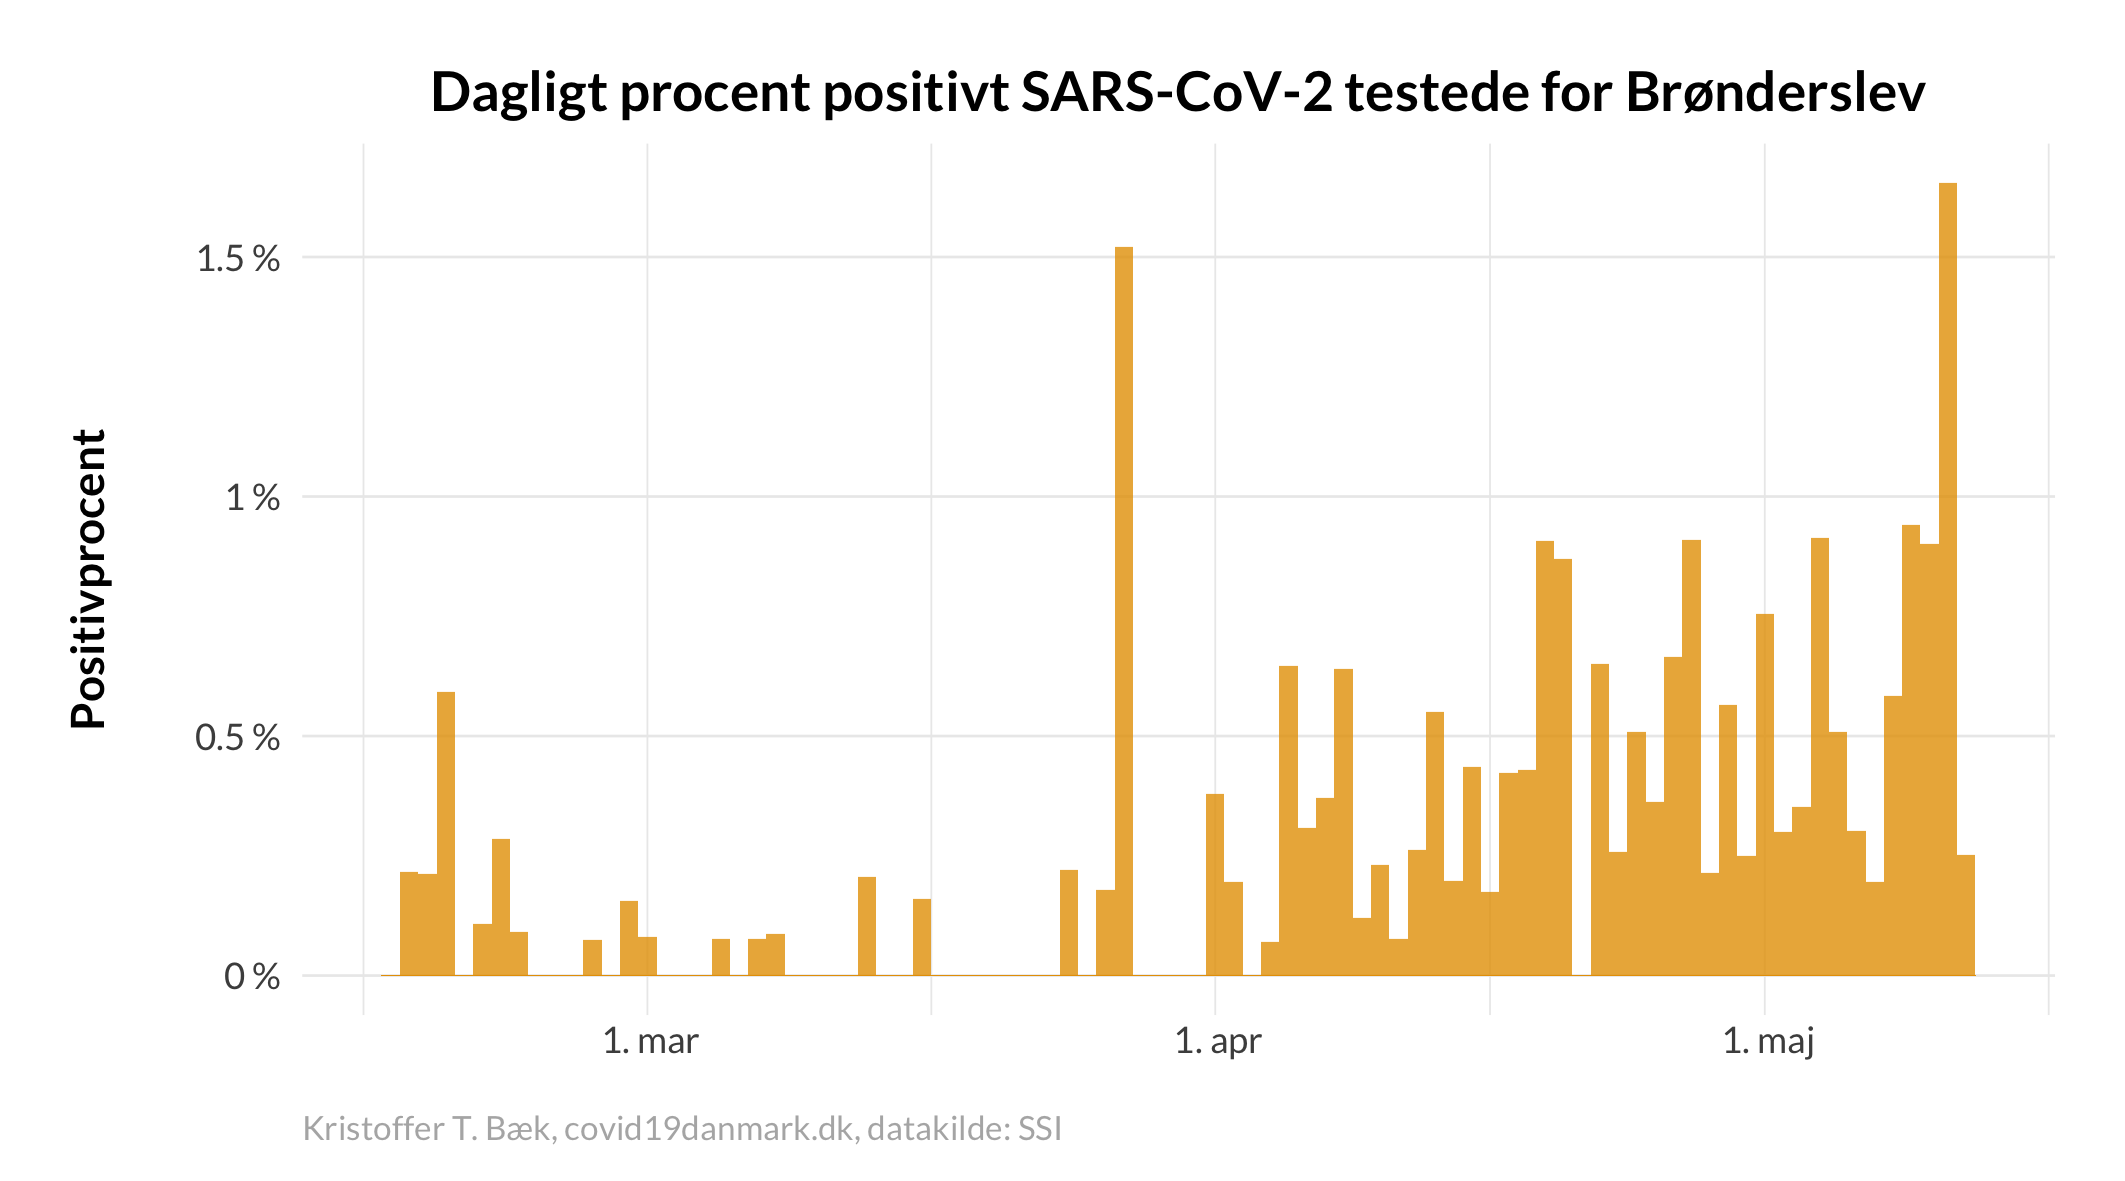 Dagligt procent positivt SARS-CoV-2 testede for Brønderslev
Positivprocent
1.5 %
1 %
0.5 %
0 %
1. mar
1. apr
1. maj
Kristoffer T. Bæk, covid19danmark.dk, datakilde: SSI